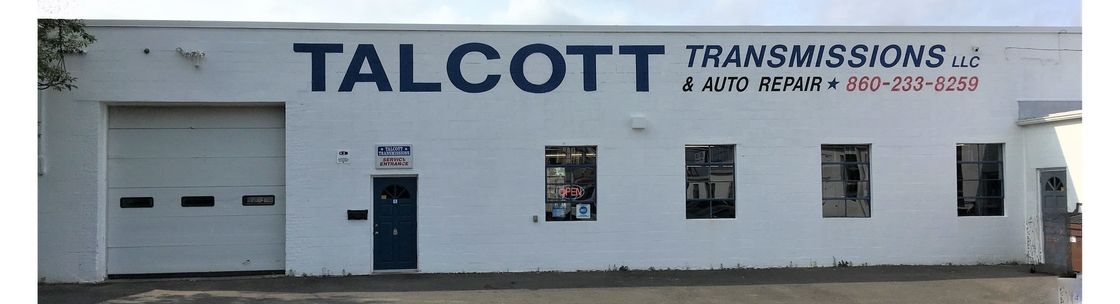 TALCOTT
TRANSMISSIONS LLC
& AUTO REPAIR ★ 860-233-8259
TALCOTT
TRANSMISSIONS
SERVICE
ENTRANCE
OPEN